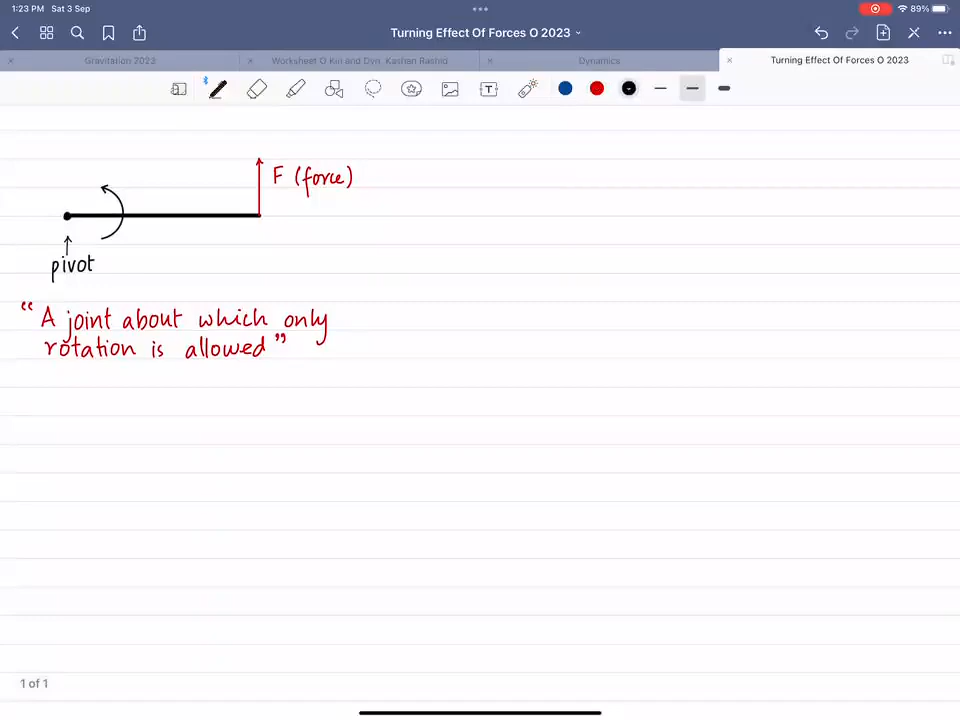 1:23 PM Sat 3 Sep
89%
Turning Effect Of Forces O 2023
Gravitation 2023
Worksheet O Kin and Dyn. Kashan Rashid
Dynamics
Turning Effect Of Forces O 2023
T
F (force)
pivot
“A joint about which only
rotation is allowed”
1 of 1